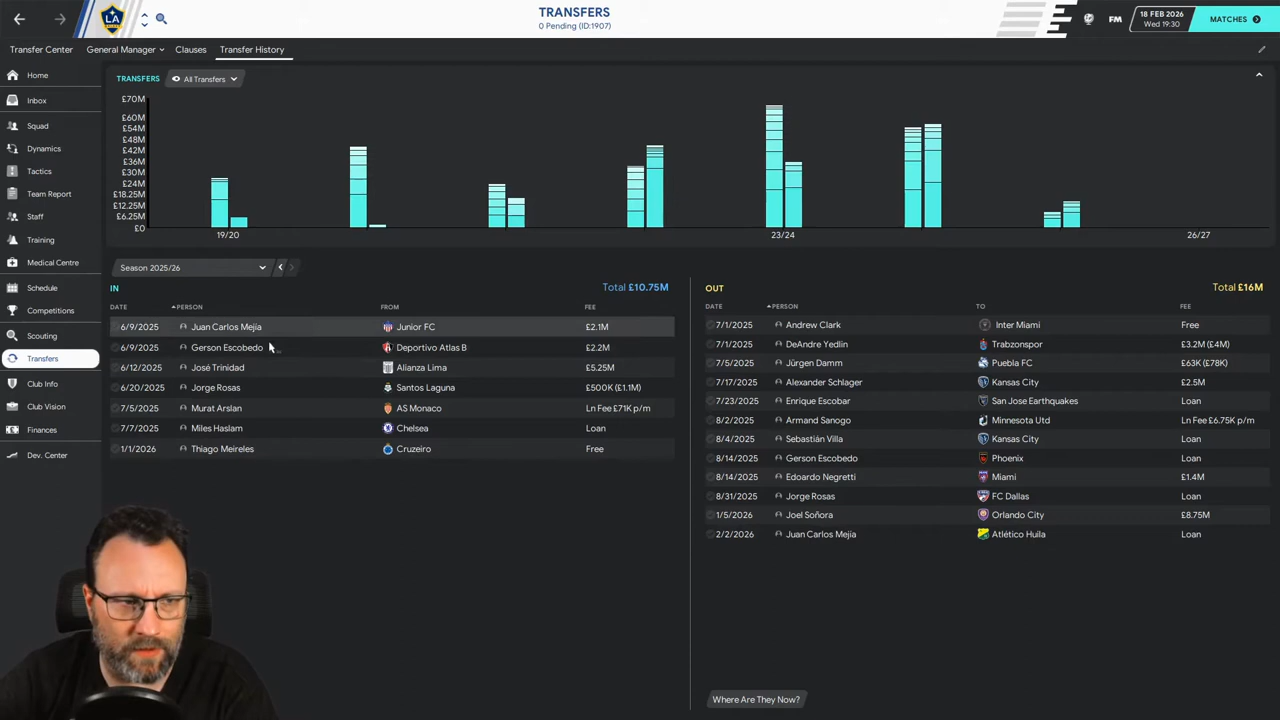 LA
TRANSFERS
0 Pending (ID:1907)
FM
18 FEB 2026
Wed 19:30
MATCHES
Transfer Center
General Manager
Clauses
Transfer History
Home
Inbox
Squad
Dynamics
Tactics
Team Report
Staff
Training
Medical Centre
Schedule
Competitions
Scouting
Transfers
Club Info
Club Vision
Finances
Dev. Center
TRANSFERS
All Transfers
£70M
£60M
£54M
£48M
£42M
£36M
£30M
£24M
£18.25M
£12.25M
£6.25M
£0
19/20
23/24
26/27
Season 2025/26
IN
Total £10.75M
DATE PERSON FROM FEE
6/9/2025 Juan Carlos Mejía Junior FC £2.1M
6/9/2025 Gerson Escobedo Deportivo Atlas B £2.2M
6/12/2025 José Trinidad Alianza Lima £5.25M
6/20/2025 Jorge Rosas Santos Laguna £500K (£1.1M)
7/5/2025 Murat Arslan AS Monaco Ln Fee £71K p/m
7/7/2025 Miles Haslam Chelsea Loan
1/1/2026 Thiago Meireles Cruzeiro Free
OUT
Total £16M
DATE PERSON TO FEE
7/1/2025 Andrew Clark Inter Miami Free
7/1/2025 DeAndre Yedlin Trabzonspor £3.2M (£4M)
7/5/2025 Jürgen Damm Puebla FC £63K (£78K)
7/17/2025 Alexander Schlager Kansas City £2.5M
7/23/2025 Enrique Escobar San Jose Earthquakes Loan
8/2/2025 Armand Sanogo Minnesota Utd Ln Fee £6.75K p/m
8/4/2025 Sebastián Villa Kansas City Loan
8/14/2025 Gerson Escobedo Phoenix Loan
8/14/2025 Edoardo Negretti Miami £1.4M
8/31/2025 Jorge Rosas FC Dallas Loan
1/5/2026 Joel Soñora Orlando City £8.75M
2/2/2026 Juan Carlos Mejía Atlético Huila Loan
Where Are They Now?